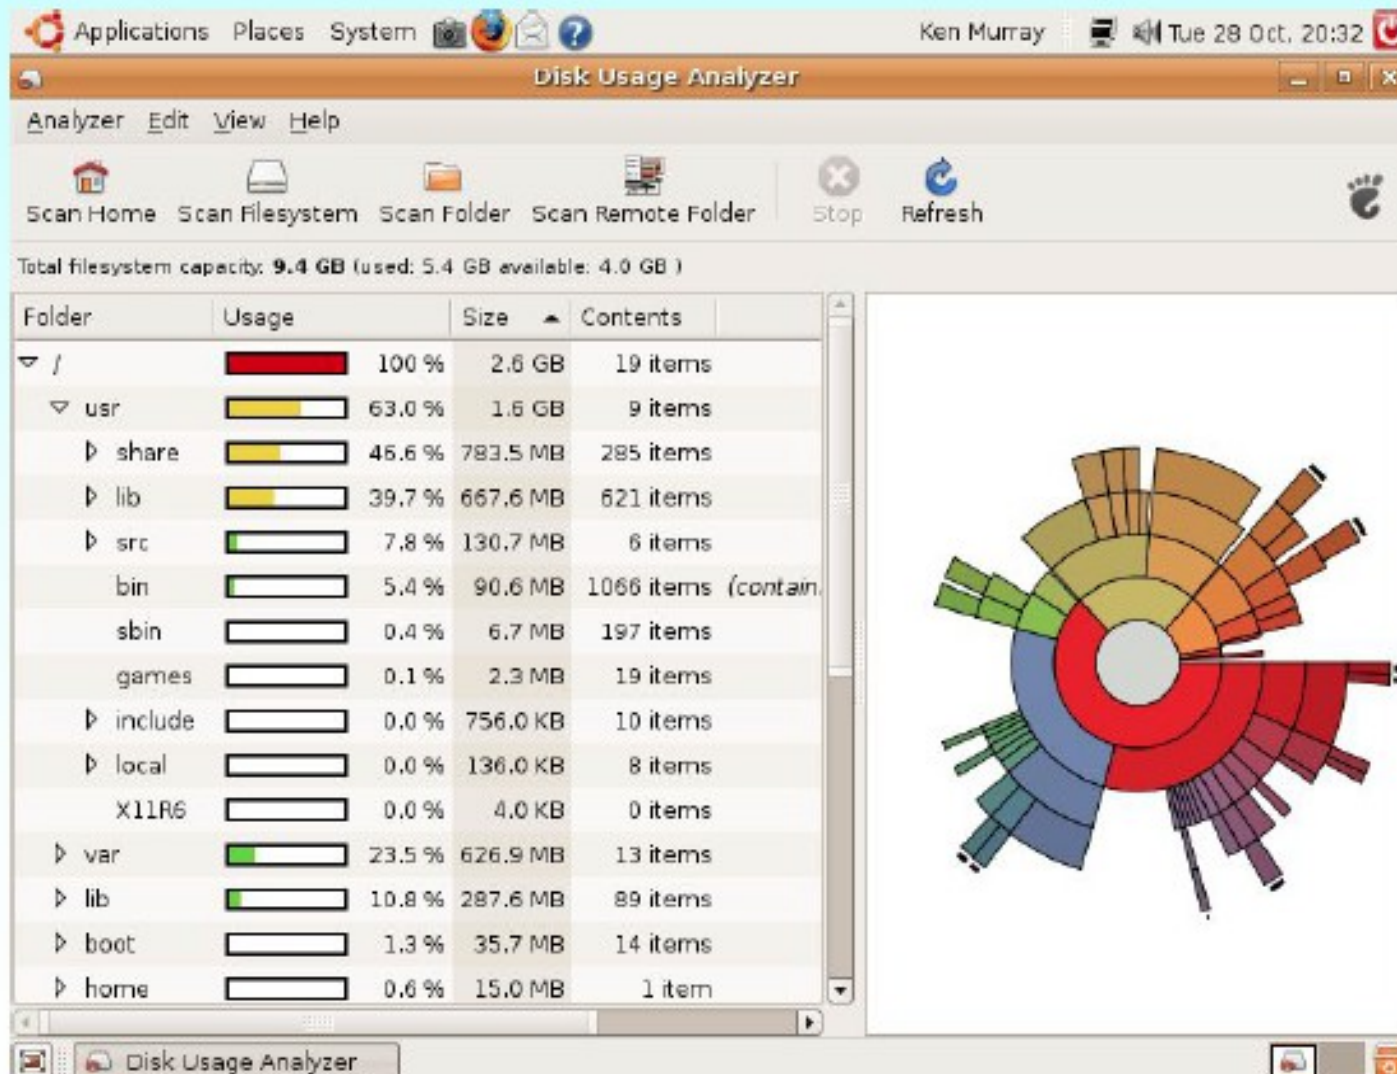 Applications Places System Ken Murray Tue 28 Oct, 20:32
Disk Usage Analyzer
Analyzer Edit View Help
Scan Home Scan Filesystem Scan Folder Scan Remote Folder Stop Refresh
Total filesystem capacity: 9.4 GB (used: 5.4 GB available: 4.0 GB )
Folder Usage Size Contents
/ 100 % 2.6 GB 19 items
usr 63.0 % 1.6 GB 9 items
share 46.6 % 783.5 MB 285 items
lib 39.7 % 667.6 MB 621 items
src 7.8 % 130.7 MB 6 items
bin 5.4 % 90.6 MB 1066 items (contain
sbin 0.4 % 6.7 MB 197 items
games 0.1 % 2.3 MB 19 items
include 0.0 % 756.0 KB 10 items
local 0.0 % 136.0 KB 8 items
X11R6 0.0 % 4.0 KB 0 items
var 23.5 % 626.9 MB 13 items
lib 10.8 % 287.6 MB 89 items
boot 1.3 % 35.7 MB 14 items
home 0.6 % 15.0 MB 1 item
Disk Usage Analyzer